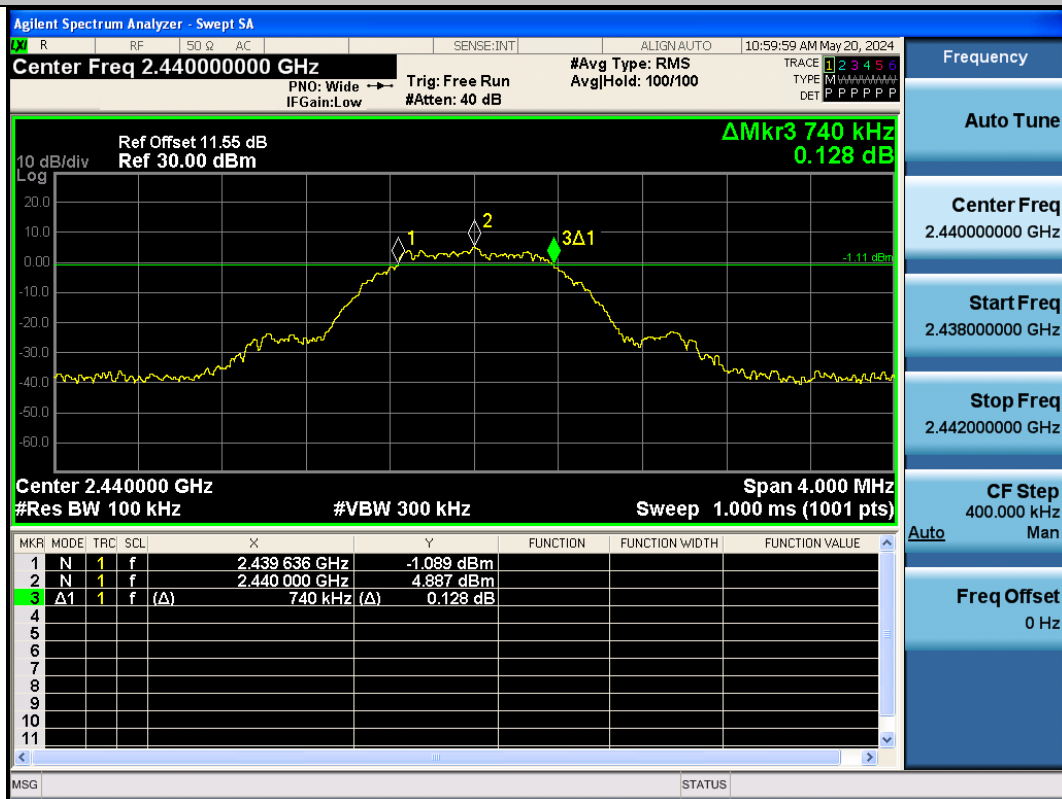 Agilent Spectrum Analyzer - Swept SA
LXI R RF 50 Ω AC SENSE:INT ALIGN AUTO 10:59:59 AM May 20, 2024
Center Freq 2.440000000 GHz
PNO: Wide
IFGain:Low
Trig: Free Run
#Atten: 40 dB
#Avg Type: RMS
Avg|Hold: 100/100
TRACE 1 2 3 4 5 6
TYPE M
DET P P P P P P
Ref Offset 11.55 dB
10 dB/div Ref 30.00 dBm
Log
ΔMkr3 740 kHz
0.128 dB
20.0
10.0
0.00
-10.0
-20.0
-30.0
-40.0
-50.0
-60.0
1
2
3Δ1
-1.11 dBm
Center 2.440000 GHz Span 4.000 MHz
#Res BW 100 kHz #VBW 300 kHz Sweep 1.000 ms (1001 pts)
MKR MODE TRC SCL X Y FUNCTION FUNCTION WIDTH FUNCTION VALUE
1 N 1 f 2.439 636 GHz -1.089 dBm
2 N 1 f 2.440 000 GHz 4.887 dBm
3 Δ1 1 f (Δ) 740 kHz (Δ) 0.128 dB
4
5
6
7
8
9
10
11
MSG STATUS
Frequency
Auto Tune
Center Freq
2.440000000 GHz
Start Freq
2.438000000 GHz
Stop Freq
2.442000000 GHz
CF Step
400.000 kHz
Auto Man
Freq Offset
0 Hz